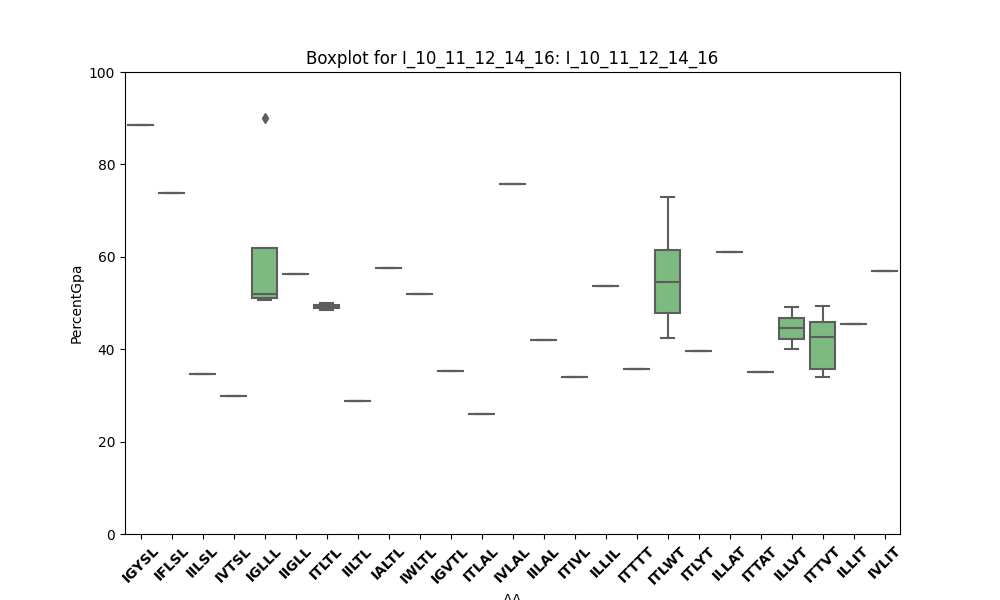 Boxplot for I_10_11_12_14_16: I_10_11_12_14_16
100
80
60
40
20
0
PercentGpa
IGYSL
IFLSL
IILSL
IVTSL
IGLLL
IIGLL
ITLTL
IILTL
IALTL
IWLTL
IGVTL
ITLAL
IVLAL
IILAL
ITIVL
ILLIL
ITTTT
ITLWT
ITLYT
ILLAT
ITTAT
ILLVT
ITTVT
ILLIT
IVLIT
AA